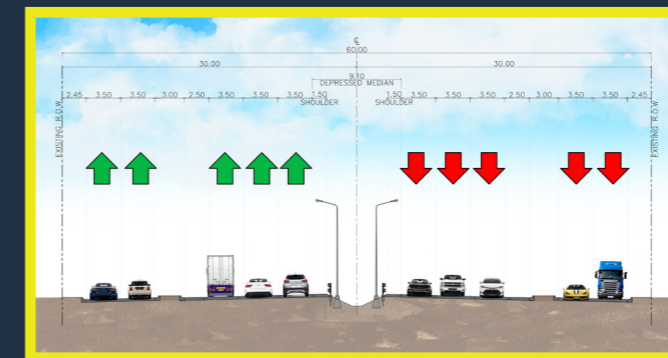 ℄
60.00
30.00 30.00
9.10
DEPRESSED MEDIAN
2.45 3.50 3.50 3.00 2.50 3.50 3.50 3.50 1.50 1.50 3.50 3.50 3.50 2.50 3.00 3.50 3.50 2.45
SHOULDER SHOULDER
EXISTING R.O.W.
EXISTING R.O.W.